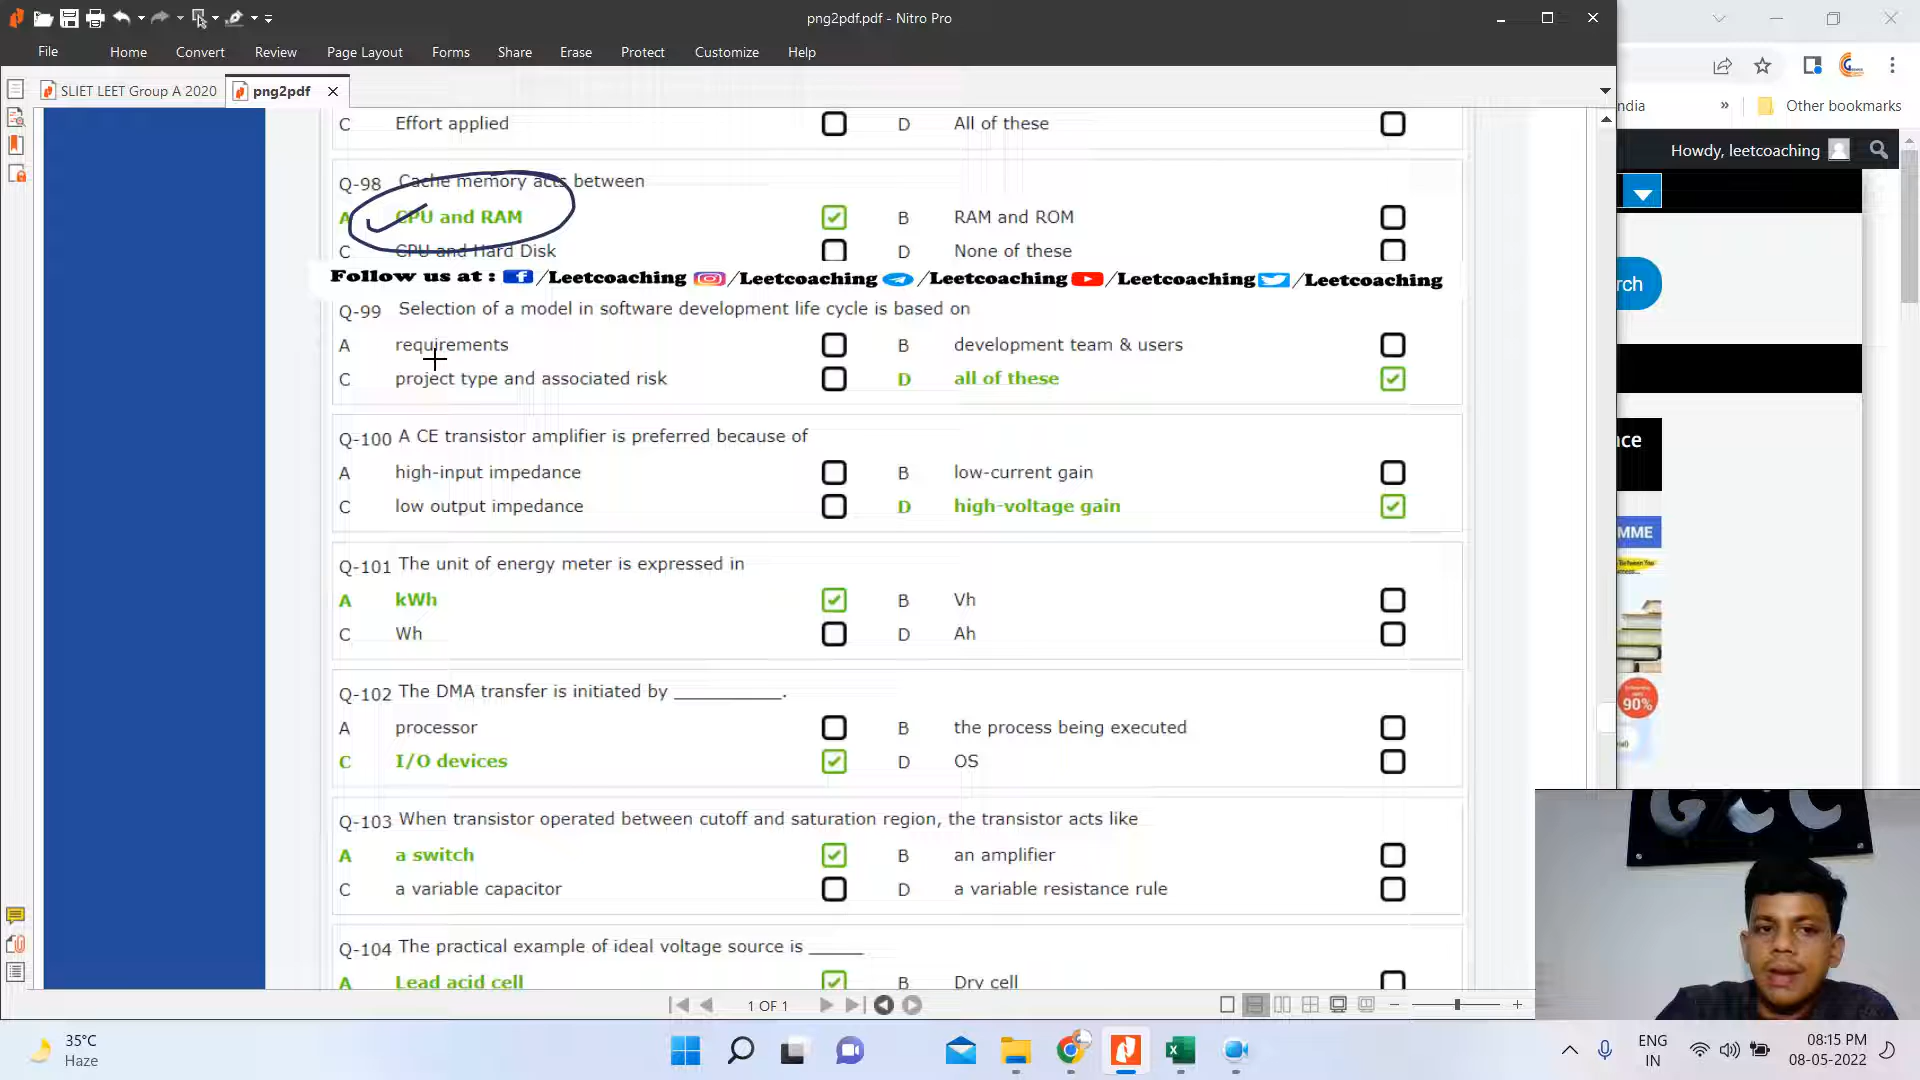 png2pdf.pdf - Nitro Pro
File Home Convert Review Page Layout Forms Share Erase Protect Customize Help
SLIET LEET Group A 2020
png2pdf
ndia
Other bookmarks
Howdy, leetcoaching
C Effort applied D All of these
Q-98 Cache memory acts between
A CPU and RAM B RAM and ROM
C CPU and Hard Disk D None of these
Follow us at : /Leetcoaching /Leetcoaching /Leetcoaching /Leetcoaching /Leetcoaching
rch
Q-99 Selection of a model in software development life cycle is based on
A requirements B development team & users
C project type and associated risk D all of these
Q-100 A CE transistor amplifier is preferred because of
nce
A high-input impedance B low-current gain
C low output impedance D high-voltage gain
MME
Q-101 The unit of energy meter is expressed in
A kWh B Vh
C Wh D Ah
Q-102 The DMA transfer is initiated by ___________.
90%
A processor B the process being executed
C I/O devices D OS
Q-103 When transistor operated between cutoff and saturation region, the transistor acts like
A a switch B an amplifier
C a variable capacitor D a variable resistance rule
GCC
Q-104 The practical example of ideal voltage source is _____
A Lead acid cell B Dry cell
1 OF 1
35°C
Haze
ENG
IN
08:15 PM
08-05-2022